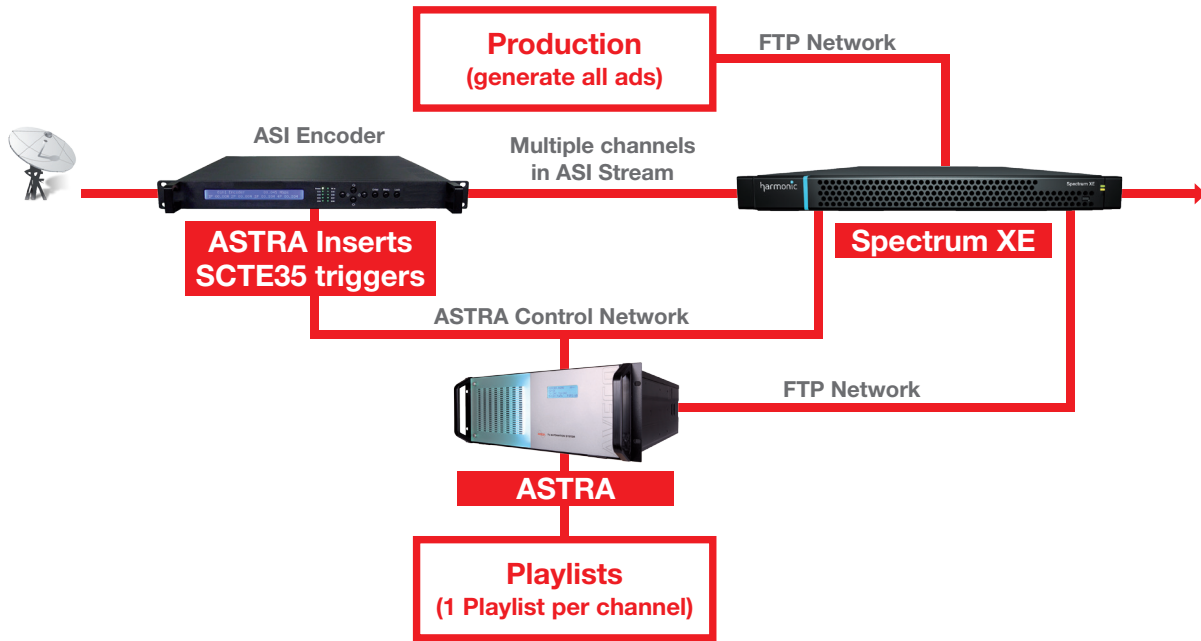 Production
(generate all ads)
FTP Network
ASI Encoder
Multiple channels
in ASI Stream
harmonic
Spectrum XE
ASTRA Inserts
SCTE35 triggers
Spectrum XE
ASTRA Control Network
FTP Network
ASTRA
Playlists
(1 Playlist per channel)